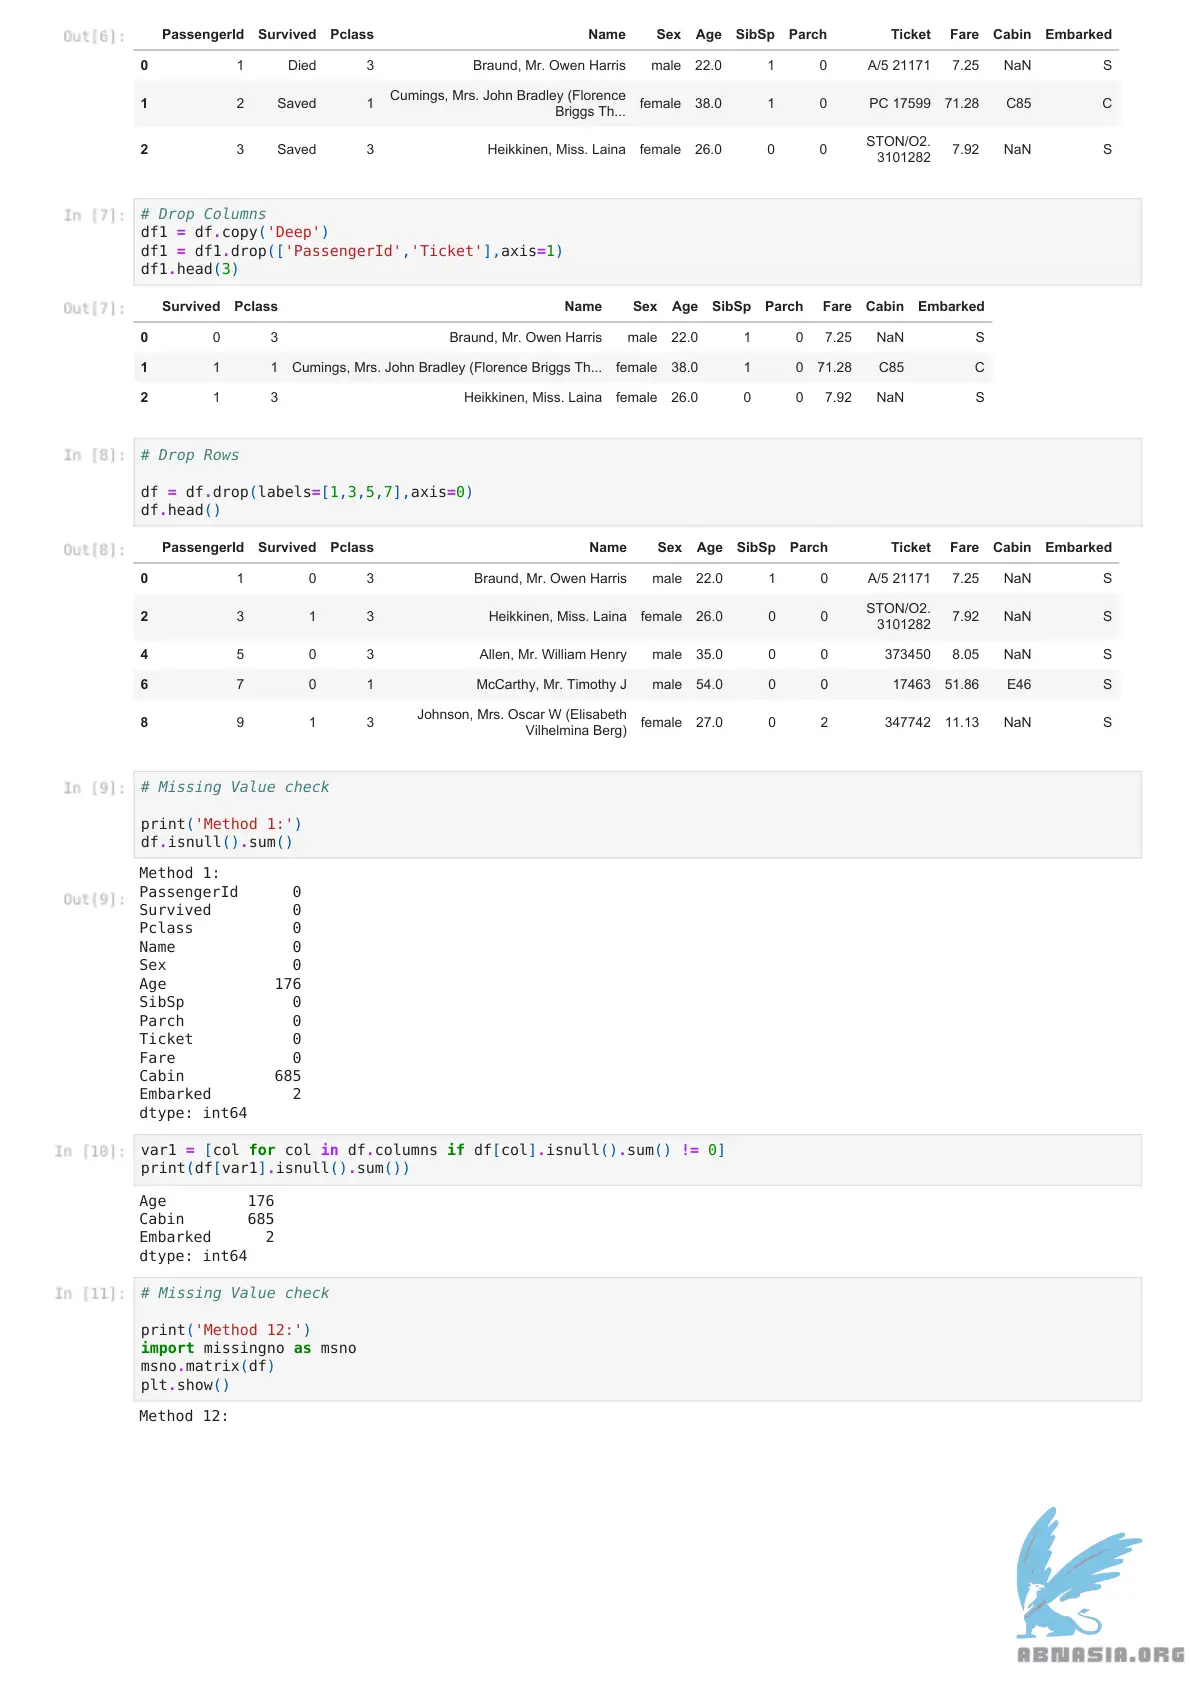 Out[6]: PassengerId Survived Pclass Name Sex Age SibSp Parch Ticket Fare Cabin Embarked
0 1 Died 3 Braund, Mr. Owen Harris male 22.0 1 0 A/5 21171 7.25 NaN S
1 2 Saved 1 Cumings, Mrs. John Bradley (Florence Briggs Th... female 38.0 1 0 PC 17599 71.28 C85 C
2 3 Saved 3 Heikkinen, Miss. Laina female 26.0 0 0 STON/O2. 3101282 7.92 NaN S
In [7]: # Drop Columns
df1 = df.copy('Deep')
df1 = df1.drop(['PassengerId','Ticket'],axis=1)
df1.head(3)
Out[7]: Survived Pclass Name Sex Age SibSp Parch Fare Cabin Embarked
0 0 3 Braund, Mr. Owen Harris male 22.0 1 0 7.25 NaN S
1 1 1 Cumings, Mrs. John Bradley (Florence Briggs Th... female 38.0 1 0 71.28 C85 C
2 1 3 Heikkinen, Miss. Laina female 26.0 0 0 7.92 NaN S
In [8]: # Drop Rows
df = df.drop(labels=[1,3,5,7],axis=0)
df.head()
Out[8]: PassengerId Survived Pclass Name Sex Age SibSp Parch Ticket Fare Cabin Embarked
0 1 0 3 Braund, Mr. Owen Harris male 22.0 1 0 A/5 21171 7.25 NaN S
2 3 1 3 Heikkinen, Miss. Laina female 26.0 0 0 STON/O2. 3101282 7.92 NaN S
4 5 0 3 Allen, Mr. William Henry male 35.0 0 0 373450 8.05 NaN S
6 7 0 1 McCarthy, Mr. Timothy J male 54.0 0 0 17463 51.86 E46 S
8 9 1 3 Johnson, Mrs. Oscar W (Elisabeth Vilhelmina Berg) female 27.0 0 2 347742 11.13 NaN S
In [9]: # Missing Value check
print('Method 1:')
df.isnull().sum()
Method 1:
Out[9]: PassengerId 0
Survived 0
Pclass 0
Name 0
Sex 0
Age 176
SibSp 0
Parch 0
Ticket 0
Fare 0
Cabin 685
Embarked 2
dtype: int64
In [10]: var1 = [col for col in df.columns if df[col].isnull().sum() != 0]
print(df[var1].isnull().sum())
Age 176
Cabin 685
Embarked 2
dtype: int64
In [11]: # Missing Value check
print('Method 12:')
import missingno as msno
msno.matrix(df)
plt.show()
Method 12:
ABNASIA.ORG